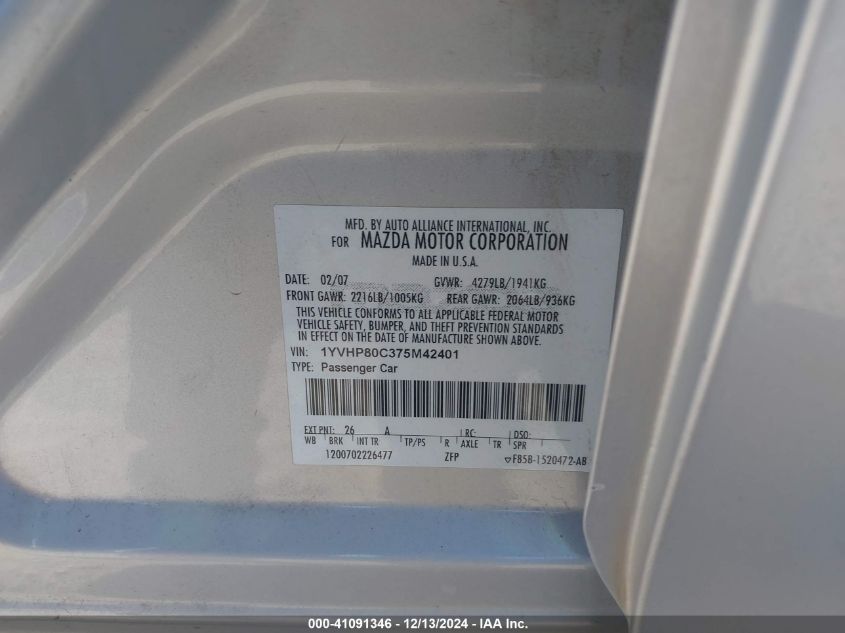 MFD. BY AUTO ALLIANCE INTERNATIONAL, INC.
FOR MAZDA MOTOR CORPORATION
MADE IN U.S.A.
DATE: 02/07 GVWR: 4279LB/1941KG
FRONT GAWR: 2216LB/1005KG REAR GAWR: 2064LB/936KG
THIS VEHICLE CONFORMS TO ALL APPLICABLE FEDERAL MOTOR
VEHICLE SAFETY, BUMPER, AND THEFT PREVENTION STANDARDS
IN EFFECT ON THE DATE OF MANUFACTURE SHOWN ABOVE.
VIN: 1YVHP80C375M42401
TYPE: Passenger Car
EXT PNT: 26 A RC: DSO:
WB BRK INT TR TP/PS R AXLE TR SPR
1200702226477 ZFP FB5B-1520472-AB
000-41091346 - 12/13/2024 - IAA Inc.